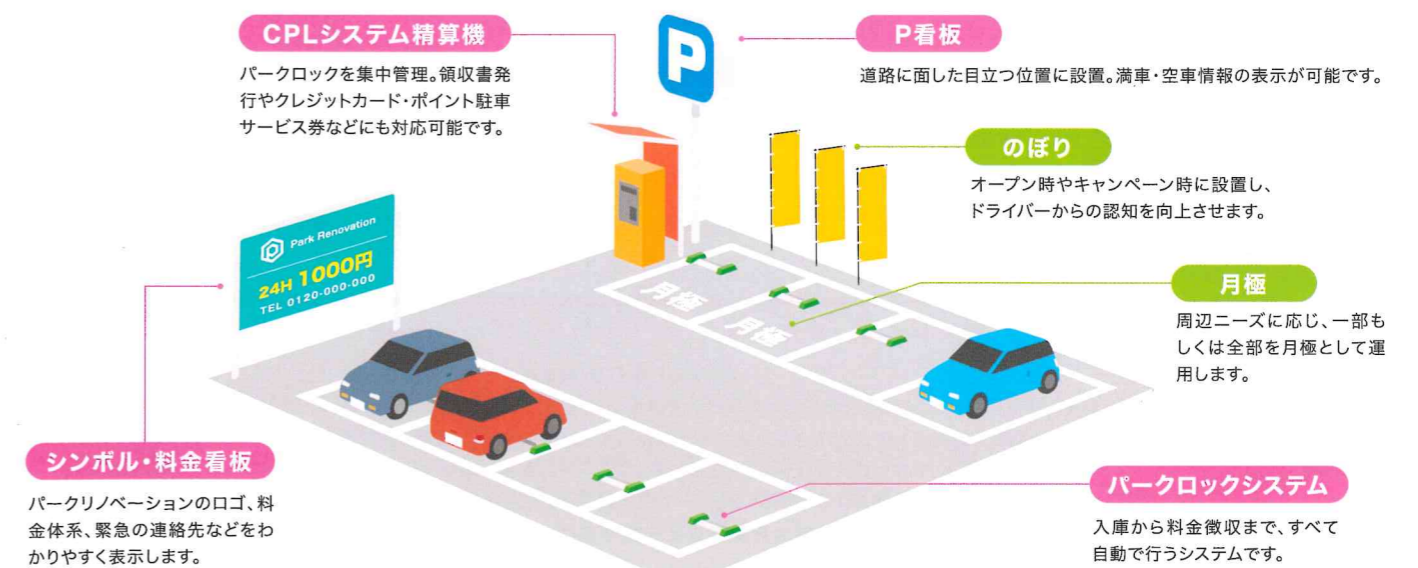 CPLシステム精算機
パークロックを集中管理。領収書発
行やクレジットカード・ポイント駐車
サービス券などにも対応可能です。
P
P看板
道路に面した目立つ位置に設置。満車・空車情報の表示が可能です。
のぼり
オープン時やキャンペーン時に設置し、
ドライバーからの認知を向上させます。
Park Renovation
24H 1000円
TEL 0120-000-000
月極
月極
月極
周辺ニーズに応じ、一部も
しくは全部を月極として運
用します。
シンボル・料金看板
パークリノベーションのロゴ、料
金体系、緊急の連絡先などをわ
かりやすく表示します。
パークロックシステム
入庫から料金徴収まで、すべて
自動で行うシステムです。